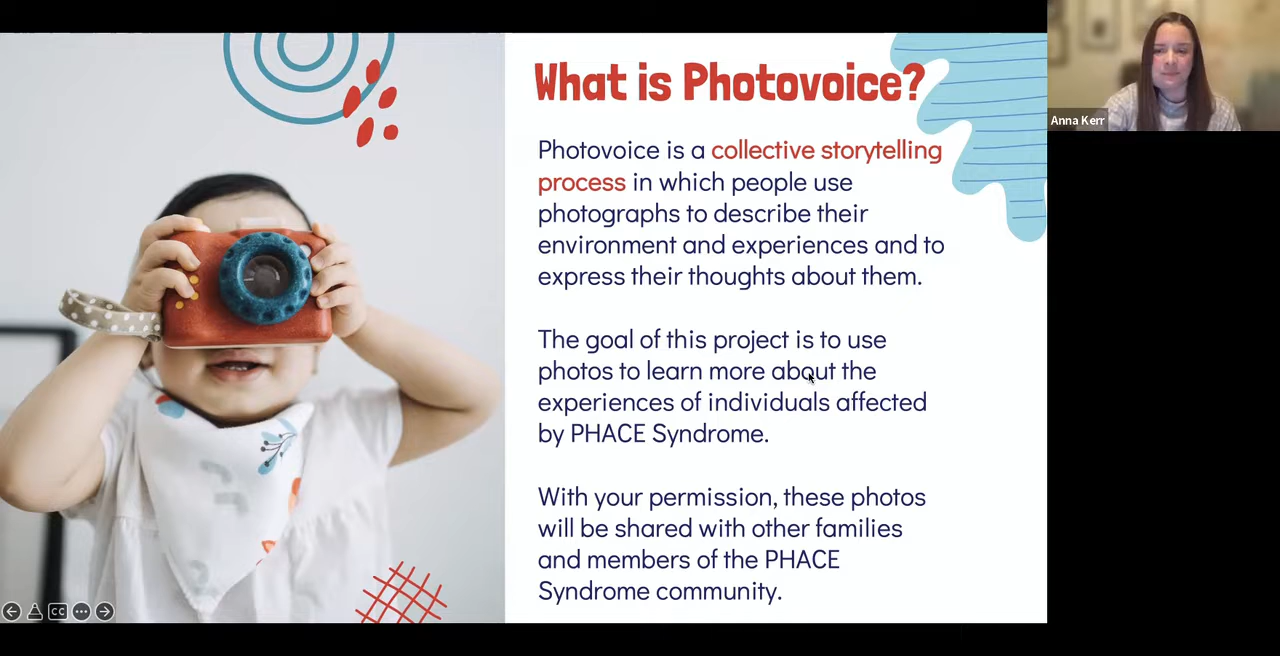 What is Photovoice?
Photovoice is a collective storytelling
process in which people use
photographs to describe their
environment and experiences and to
express their thoughts about them.
The goal of this project is to use
photos to learn more about the
experiences of individuals affected
by PHACE Syndrome.
With your permission, these photos
will be shared with other families
and members of the PHACE
Syndrome community.
Anna Kerr
CC